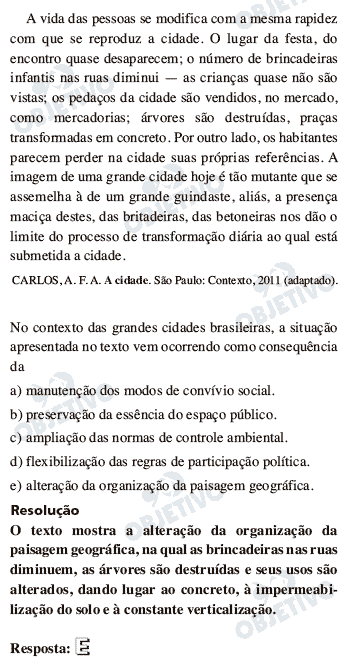 A vida das pessoas se modifica com a mesma rapidez
com que se reproduz a cidade. O lugar da festa, do
encontro quase desaparecem; o número de brincadeiras
infantis nas ruas diminui — as crianças quase não são
vistas; os pedaços da cidade são vendidos, no mercado,
como mercadorias; árvores são destruídas, praças
transformadas em concreto. Por outro lado, os habitantes
parecem perder na cidade suas próprias referências. A
imagem de uma grande cidade hoje é tão mutante que se
assemelha à de um grande guindaste, aliás, a presença
maciça destes, das britadeiras, das betoneiras nos dão o
limite do processo de transformação diária ao qual está
submetida a cidade.
CARLOS, A. F. A. A cidade. São Paulo: Contexto, 2011 (adaptado).
No contexto das grandes cidades brasileiras, a situação
apresentada no texto vem ocorrendo como consequência
da
a) manutenção dos modos de convívio social.
b) preservação da essência do espaço público.
c) ampliação das normas de controle ambiental.
d) flexibilização das regras de participação política.
e) alteração da organização da paisagem geográfica.
Resolução
O texto mostra a alteração da organização da
paisagem geográfica, na qual as brincadeiras nas ruas
diminuem, as árvores são destruídas e seus usos são
alterados, dando lugar ao concreto, à impermeabi-
lização do solo e à constante verticalização.
Resposta: E
OBJETIVO
OBJETIVO
OBJETIVO
OBJETIVO
OBJETIVO
OBJETIVO
OBJETIVO